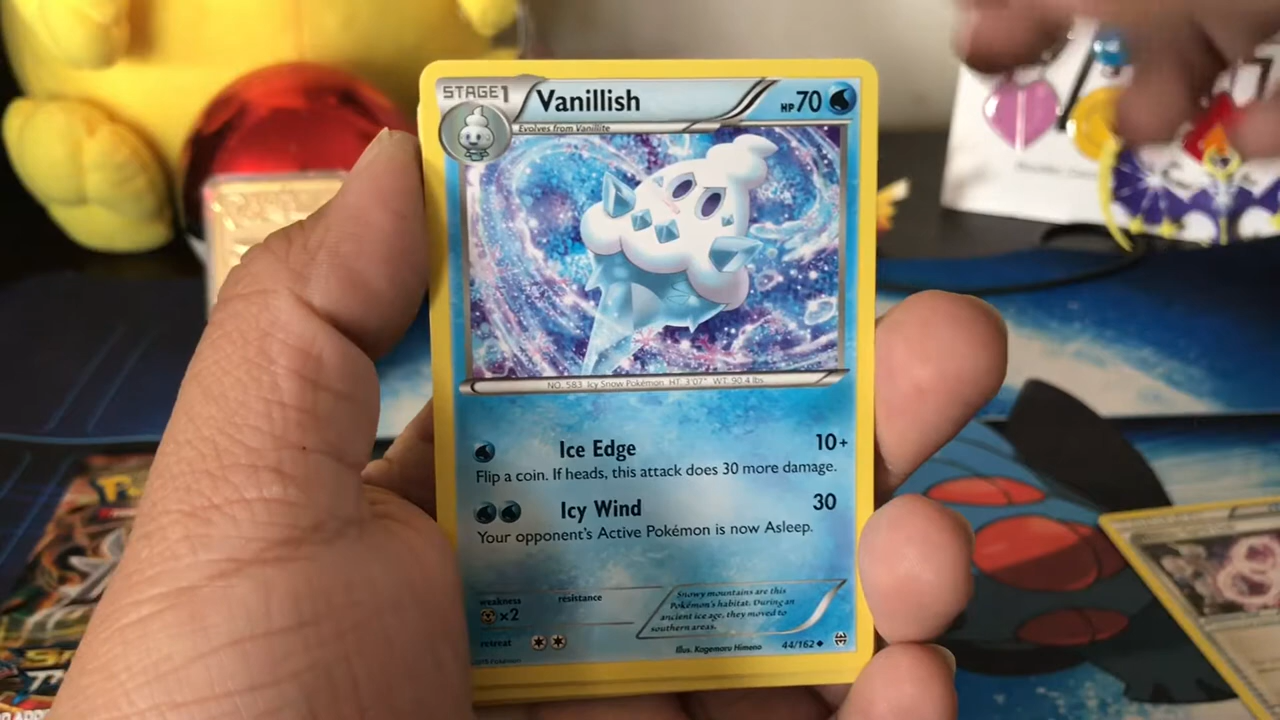 STAGE1
Vanillish
HP70
Evolves from Vanillite
NO. 583 Icy Snow Pokémon HT: 3'07" WT: 90.4 lbs
Ice Edge 10+
Flip a coin. If heads, this attack does 30 more damage.
Icy Wind 30
Your opponent's Active Pokémon is now Asleep.
weakness
×2
resistance
retreat
Snowy mountains are this
Pokémon's habitat. During an
ancient ice age, they moved to
southern areas.
Illus. Kagemaru Himeno
44/162